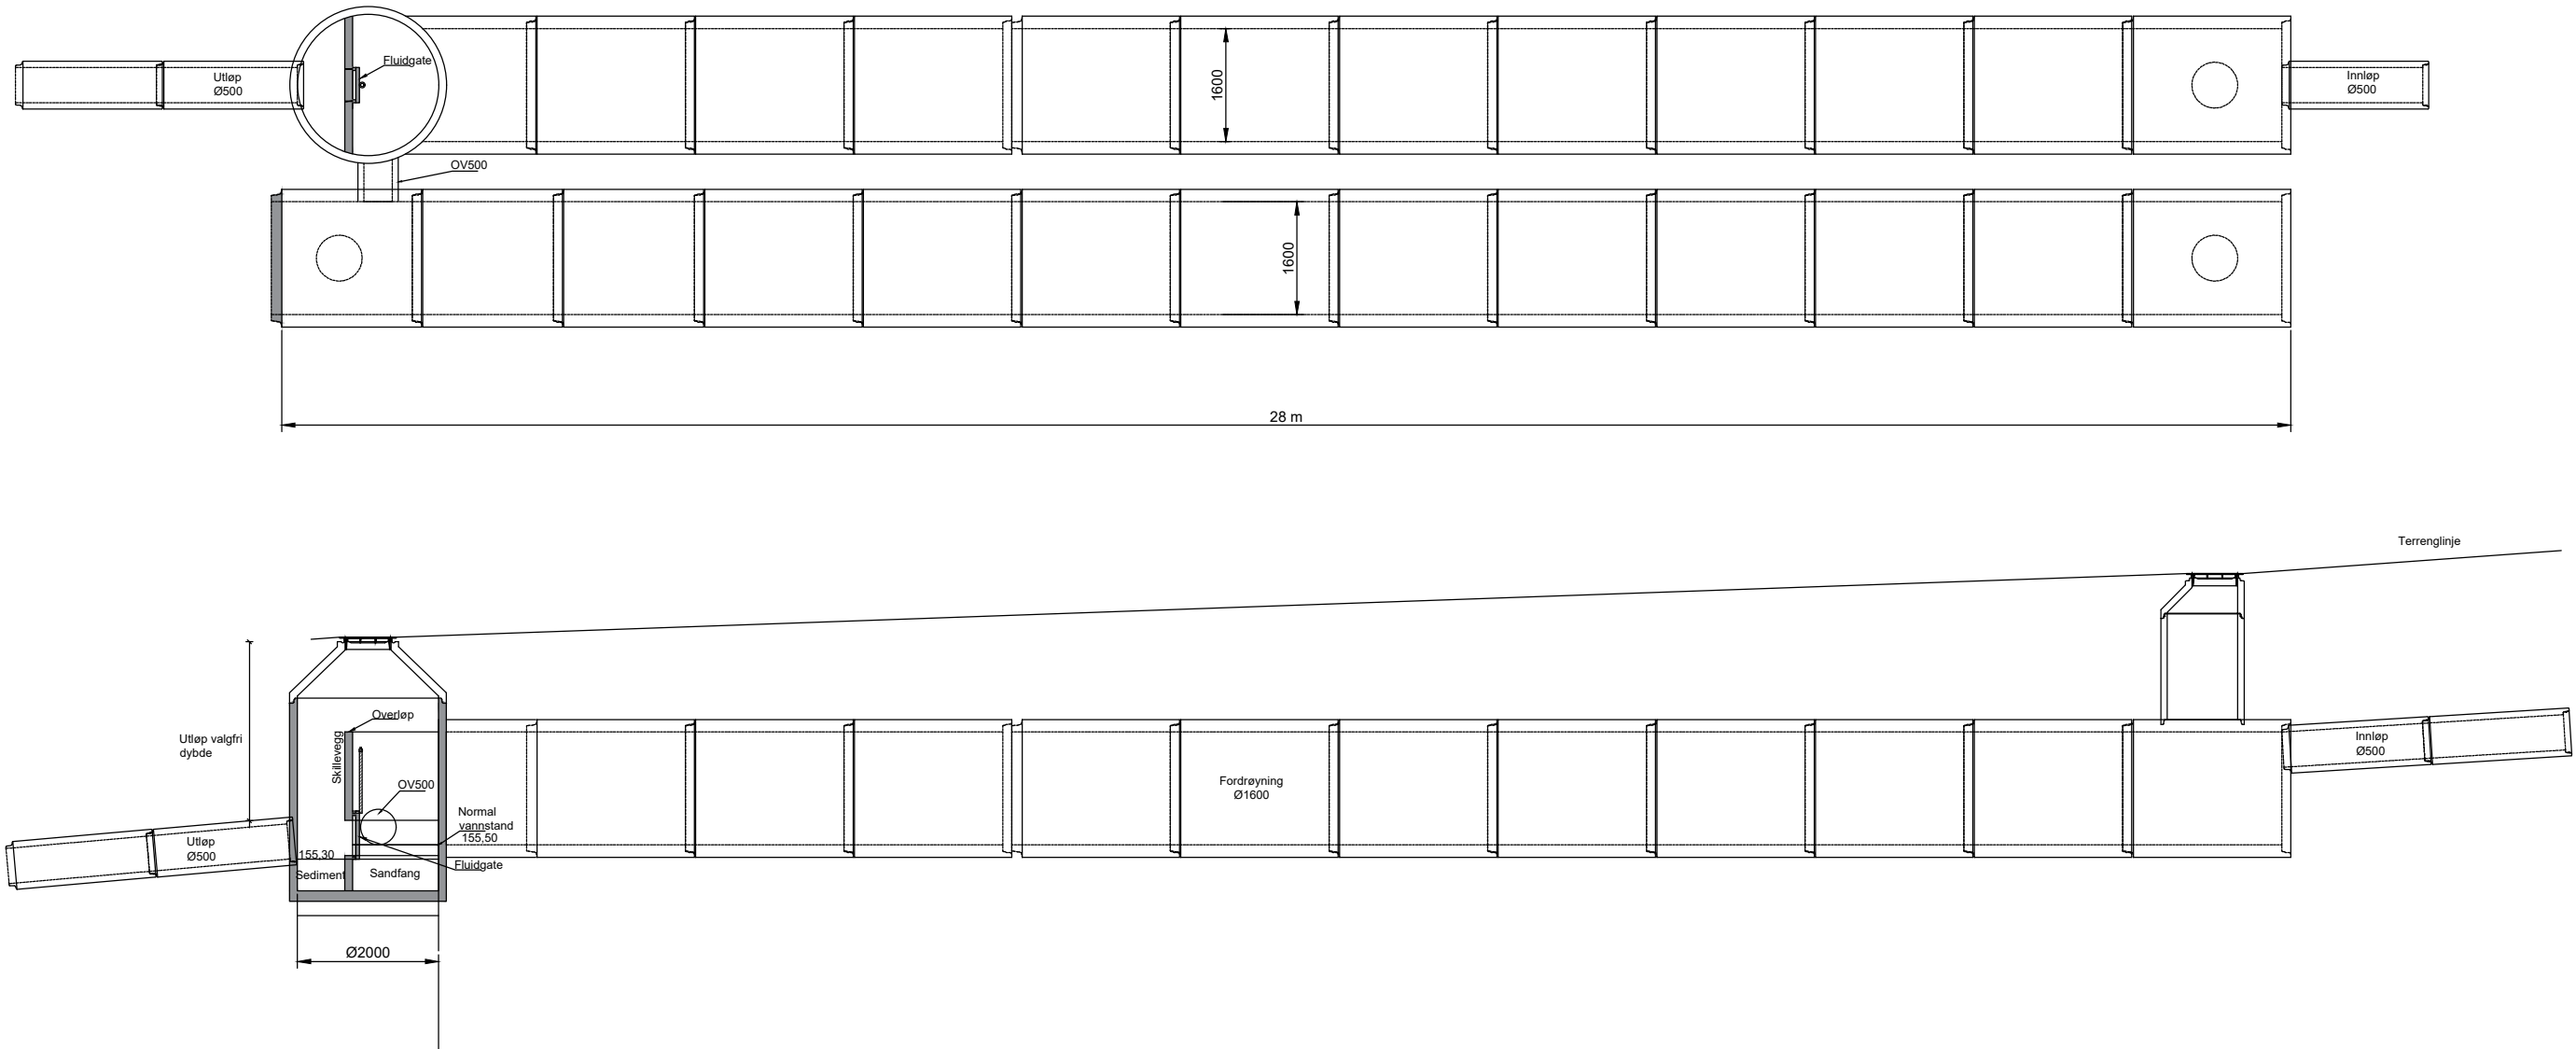 Utløp
Ø500
Fluidgate
1600
Innløp
Ø500
OV500
1600
28 m
Terrenglinje
Utløp valgfri
dybde
Overløp
Skillevegg
OV500
Normal
vannstand
155,50
Fluidgate
Utløp
Ø500
155,30
Sediment
Sandfang
Fordrøyning
Ø1600
Innløp
Ø500
Ø2000